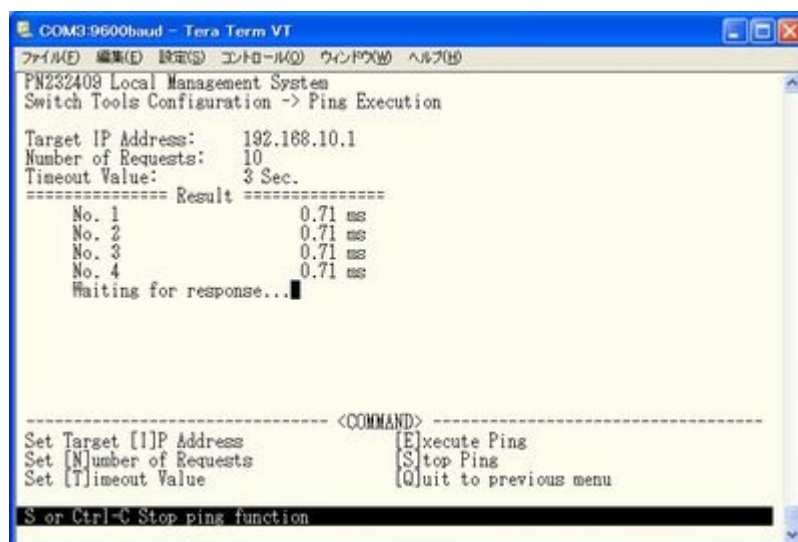 COM3:9600baud - Tera Term VT
ファイル(F) 編集(E) 設定(S) コントロール(O) ウィンドウ(W) ヘルプ(H)
PN232409 Local Management System
Switch Tools Configuration -> Ping Execution
Target IP Address: 192.168.10.1
Number of Requests: 10
Timeout Value: 3 Sec.
=============== Result ===============
No. 1 0.71 ms
No. 2 0.71 ms
No. 3 0.71 ms
No. 4 0.71 ms
Waiting for response...
-------------------------------- <COMMAND> -----------------------------------
Set Target [I]P Address [E]xecute Ping
Set [N]umber of Requests [S]top Ping
Set [T]imeout Value [Q]uit to previous menu
S or Ctrl-C Stop ping function